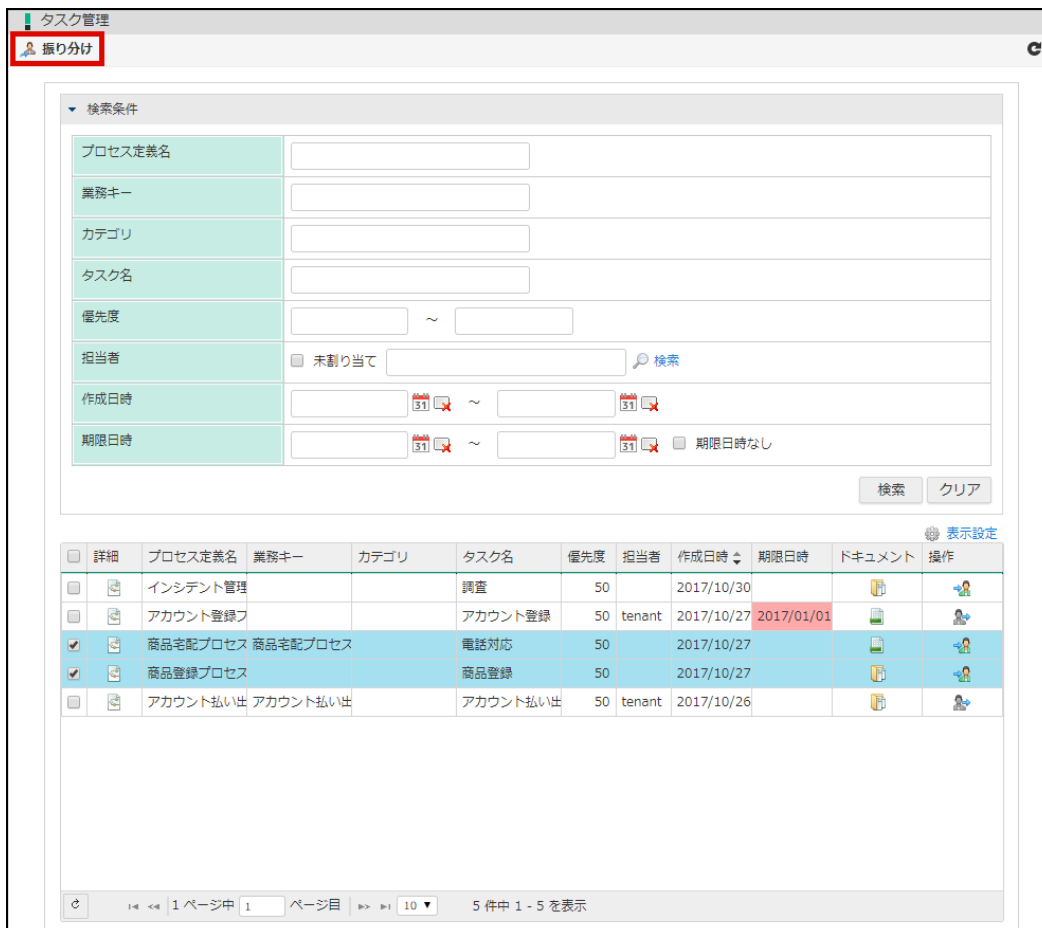 タスク管理
振り分け
検索条件
プロセス定義名
業務キー
カテゴリ
タスク名
優先度 ～
担当者 未割り当て 検索
作成日時 31 ～ 31
期限日時 31 ～ 31 期限日時なし
検索 クリア
表示設定
詳細 プロセス定義名 業務キー カテゴリ タスク名 優先度 担当者 作成日時 期限日時 ドキュメント 操作
インシデント管理 調査 50 2017/10/30
アカウント登録フ アカウント登録 50 tenant 2017/10/27 2017/01/01
商品宅配プロセス 商品宅配プロセス 電話対応 50 2017/10/27
商品登録プロセス 商品登録 50 2017/10/27
アカウント払い出 アカウント払い出 アカウント払い出 50 tenant 2017/10/26
1 ページ中 1 ページ目 10 5 件中 1 - 5 を表示